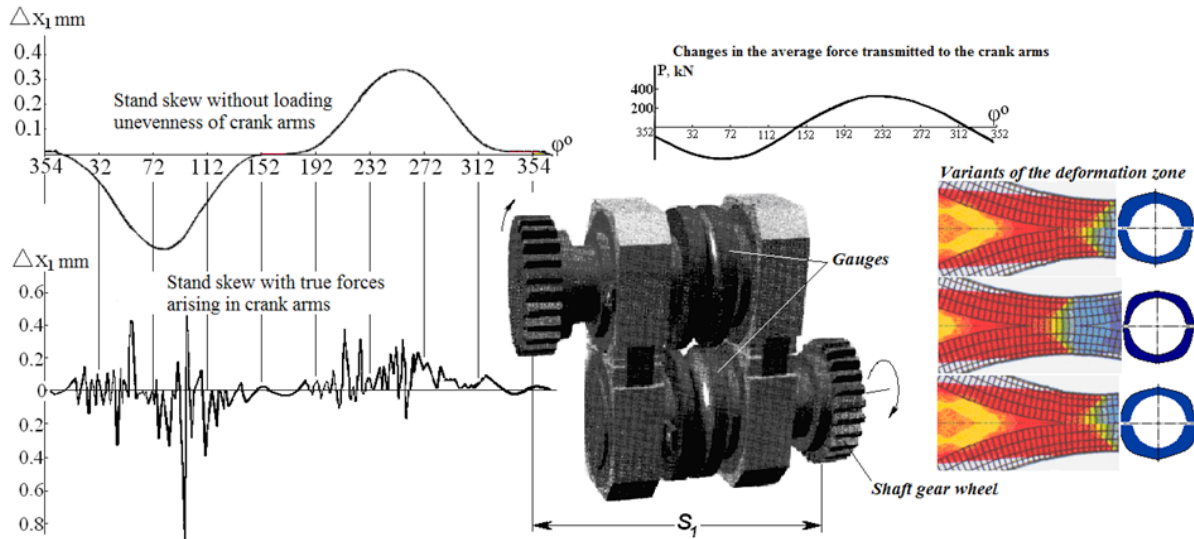 △x₁ mm
0.4
0.3
0.2
0.1
Stand skew without loading
unevenness of crank arms
φº
354 32 72 112 152 192 232 272 312 354
△x₁ mm
Stand skew with true forces
arising in crank arms
0.6
0.4
0.2
0
0.2
0.4
0.6
0.8
Changes in the average force transmitted to the crank arms
P, kN
400
200
φº
352 32 72 112 152 192 232 272 312 352
Variants of the deformation zone
Gauges
Shaft gear wheel
S₁